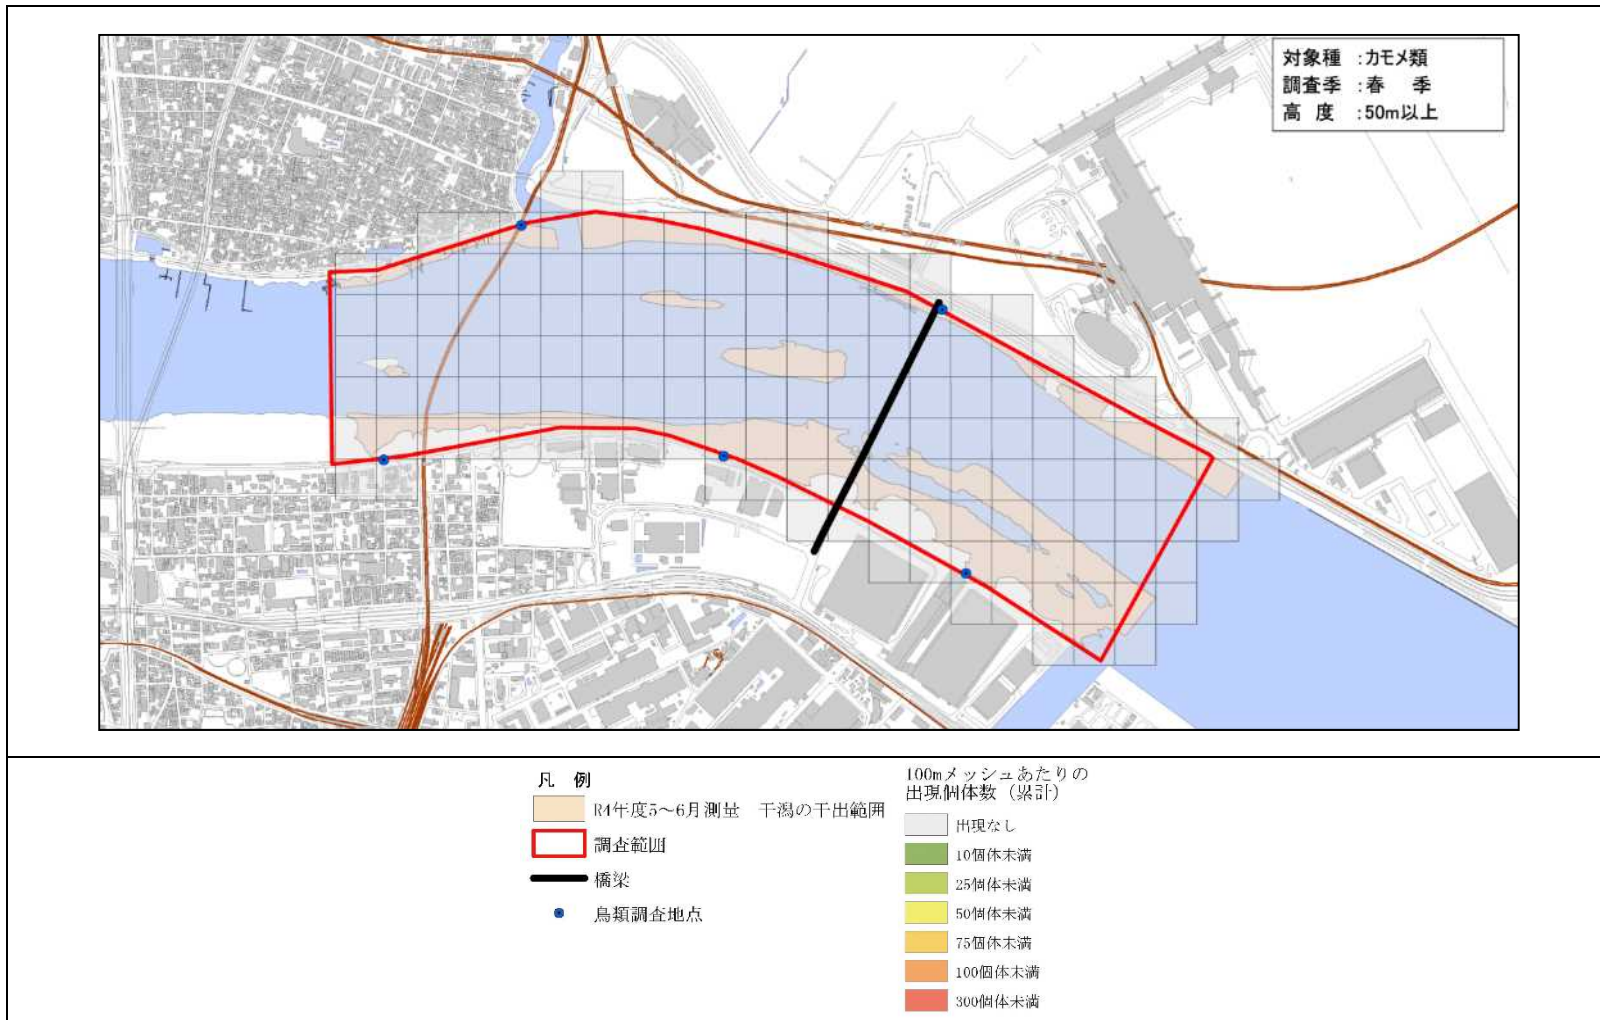 対象種 ：カモメ類
調査季 ：春　季
高 度 ：50m以上
凡　例
R4年度5～6月測量　干潟の干出範囲
調査範囲
橋梁
鳥類調査地点
100mメッシュあたりの
出現個体数（累計）
出現なし
10個体未満
25個体未満
50個体未満
75個体未満
100個体未満
300個体未満